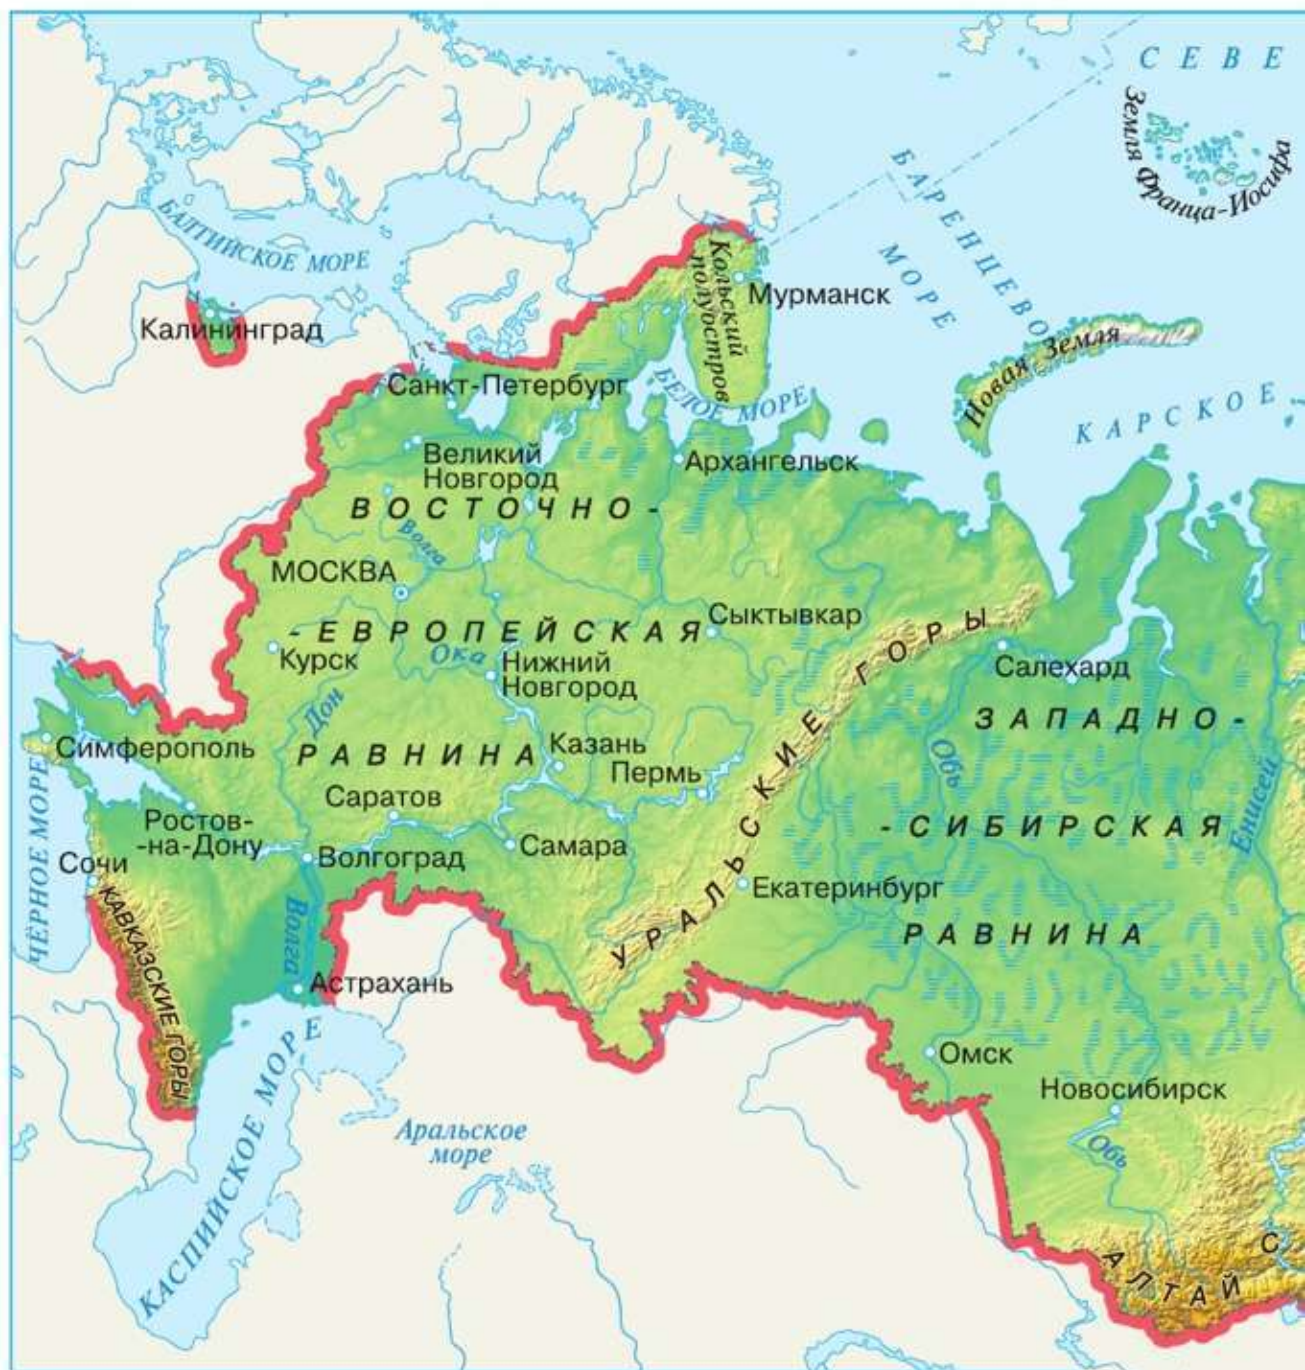 С Е В Е
Земля Франца-Иосифа
БАРЕНЦЕВО
МОРЕ
БАЛТИЙСКОЕ МОРЕ
Кольский
полуостров
Мурманск
Калининград
Новая Земля
Санкт-Петербург
БЕЛОЕ МОРЕ
КАРСКОЕ
Великий
Новгород
Архангельск
ВОСТОЧНО-
Волга
МОСКВА
Сыктывкар
-ЕВРОПЕЙСКАЯ
УРАЛЬСКИЕ ГОРЫ
Курск
Ока
Нижний
Новгород
Салехард
Дон
ЗАПАДНО-
Симферополь
РАВНИНА
Казань
Пермь
Обь
Енисей
Саратов
ЧЁРНОЕ МОРЕ
Ростов-
-на-Дону
-СИБИРСКАЯ
Самара
Волгоград
Сочи
Екатеринбург
КАВКАЗСКИЕ ГОРЫ
Волга
РАВНИНА
Астрахань
Омск
КАСПИЙСКОЕ МОРЕ
Новосибирск
Аральское
море
Обь
АЛТАЙ
С